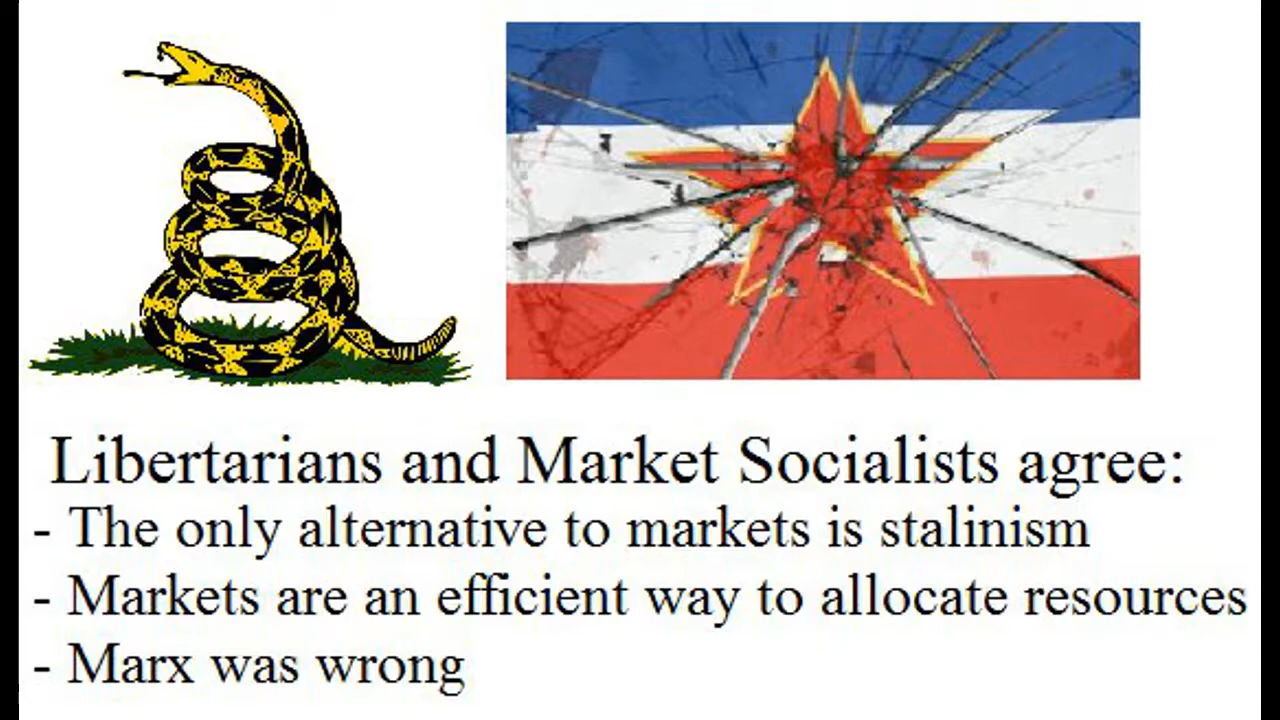 Libertarians and Market Socialists agree:
- The only alternative to markets is stalinism
- Markets are an efficient way to allocate resources
- Marx was wrong